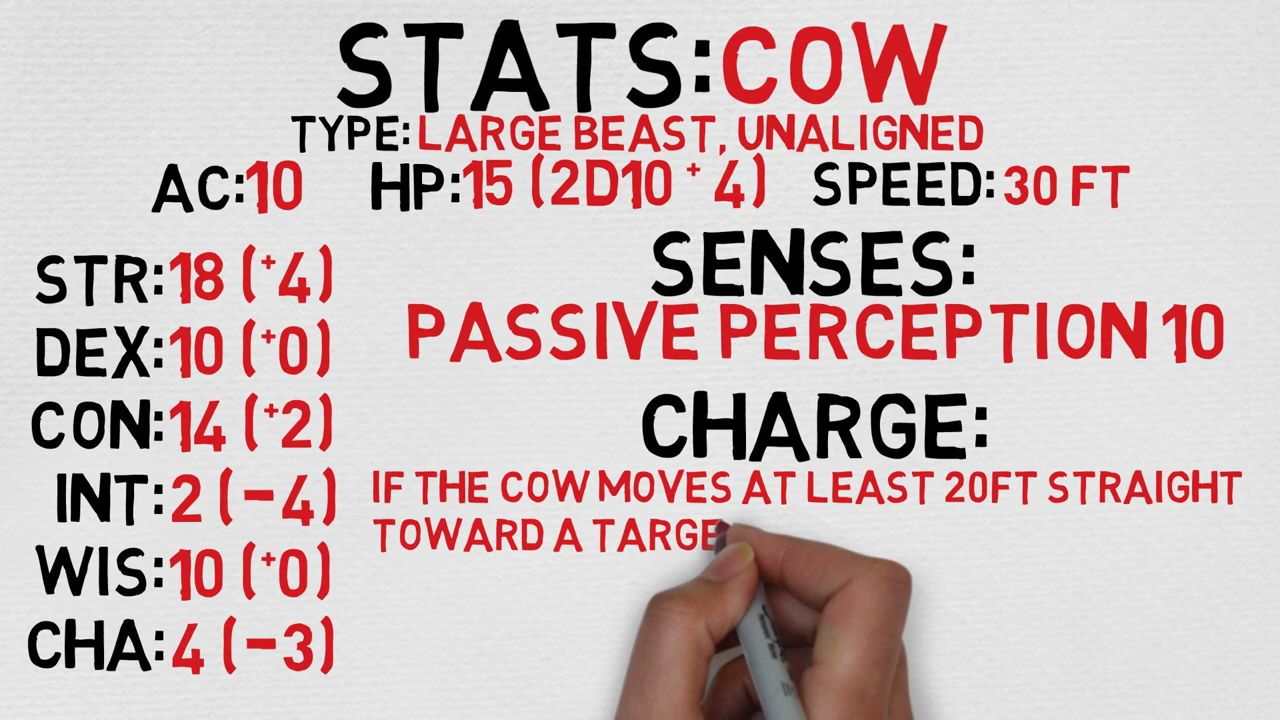 STATS:COW
TYPE: LARGE BEAST, UNALIGNED
AC:10 HP:15 (2D10 + 4) SPEED: 30 FT
STR:18 (+4)
DEX:10 (+0)
CON:14 (+2)
INT:2 (-4)
WIS:10 (+0)
CHA:4 (-3)
SENSES:
PASSIVE PERCEPTION 10
CHARGE:
IF THE COW MOVES AT LEAST 20FT STRAIGHT
TOWARD A TARGE